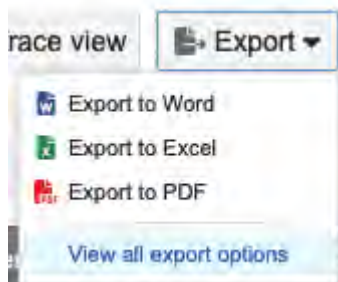 race view Export
Export to Word
Export to Excel
Export to PDF
View all export options